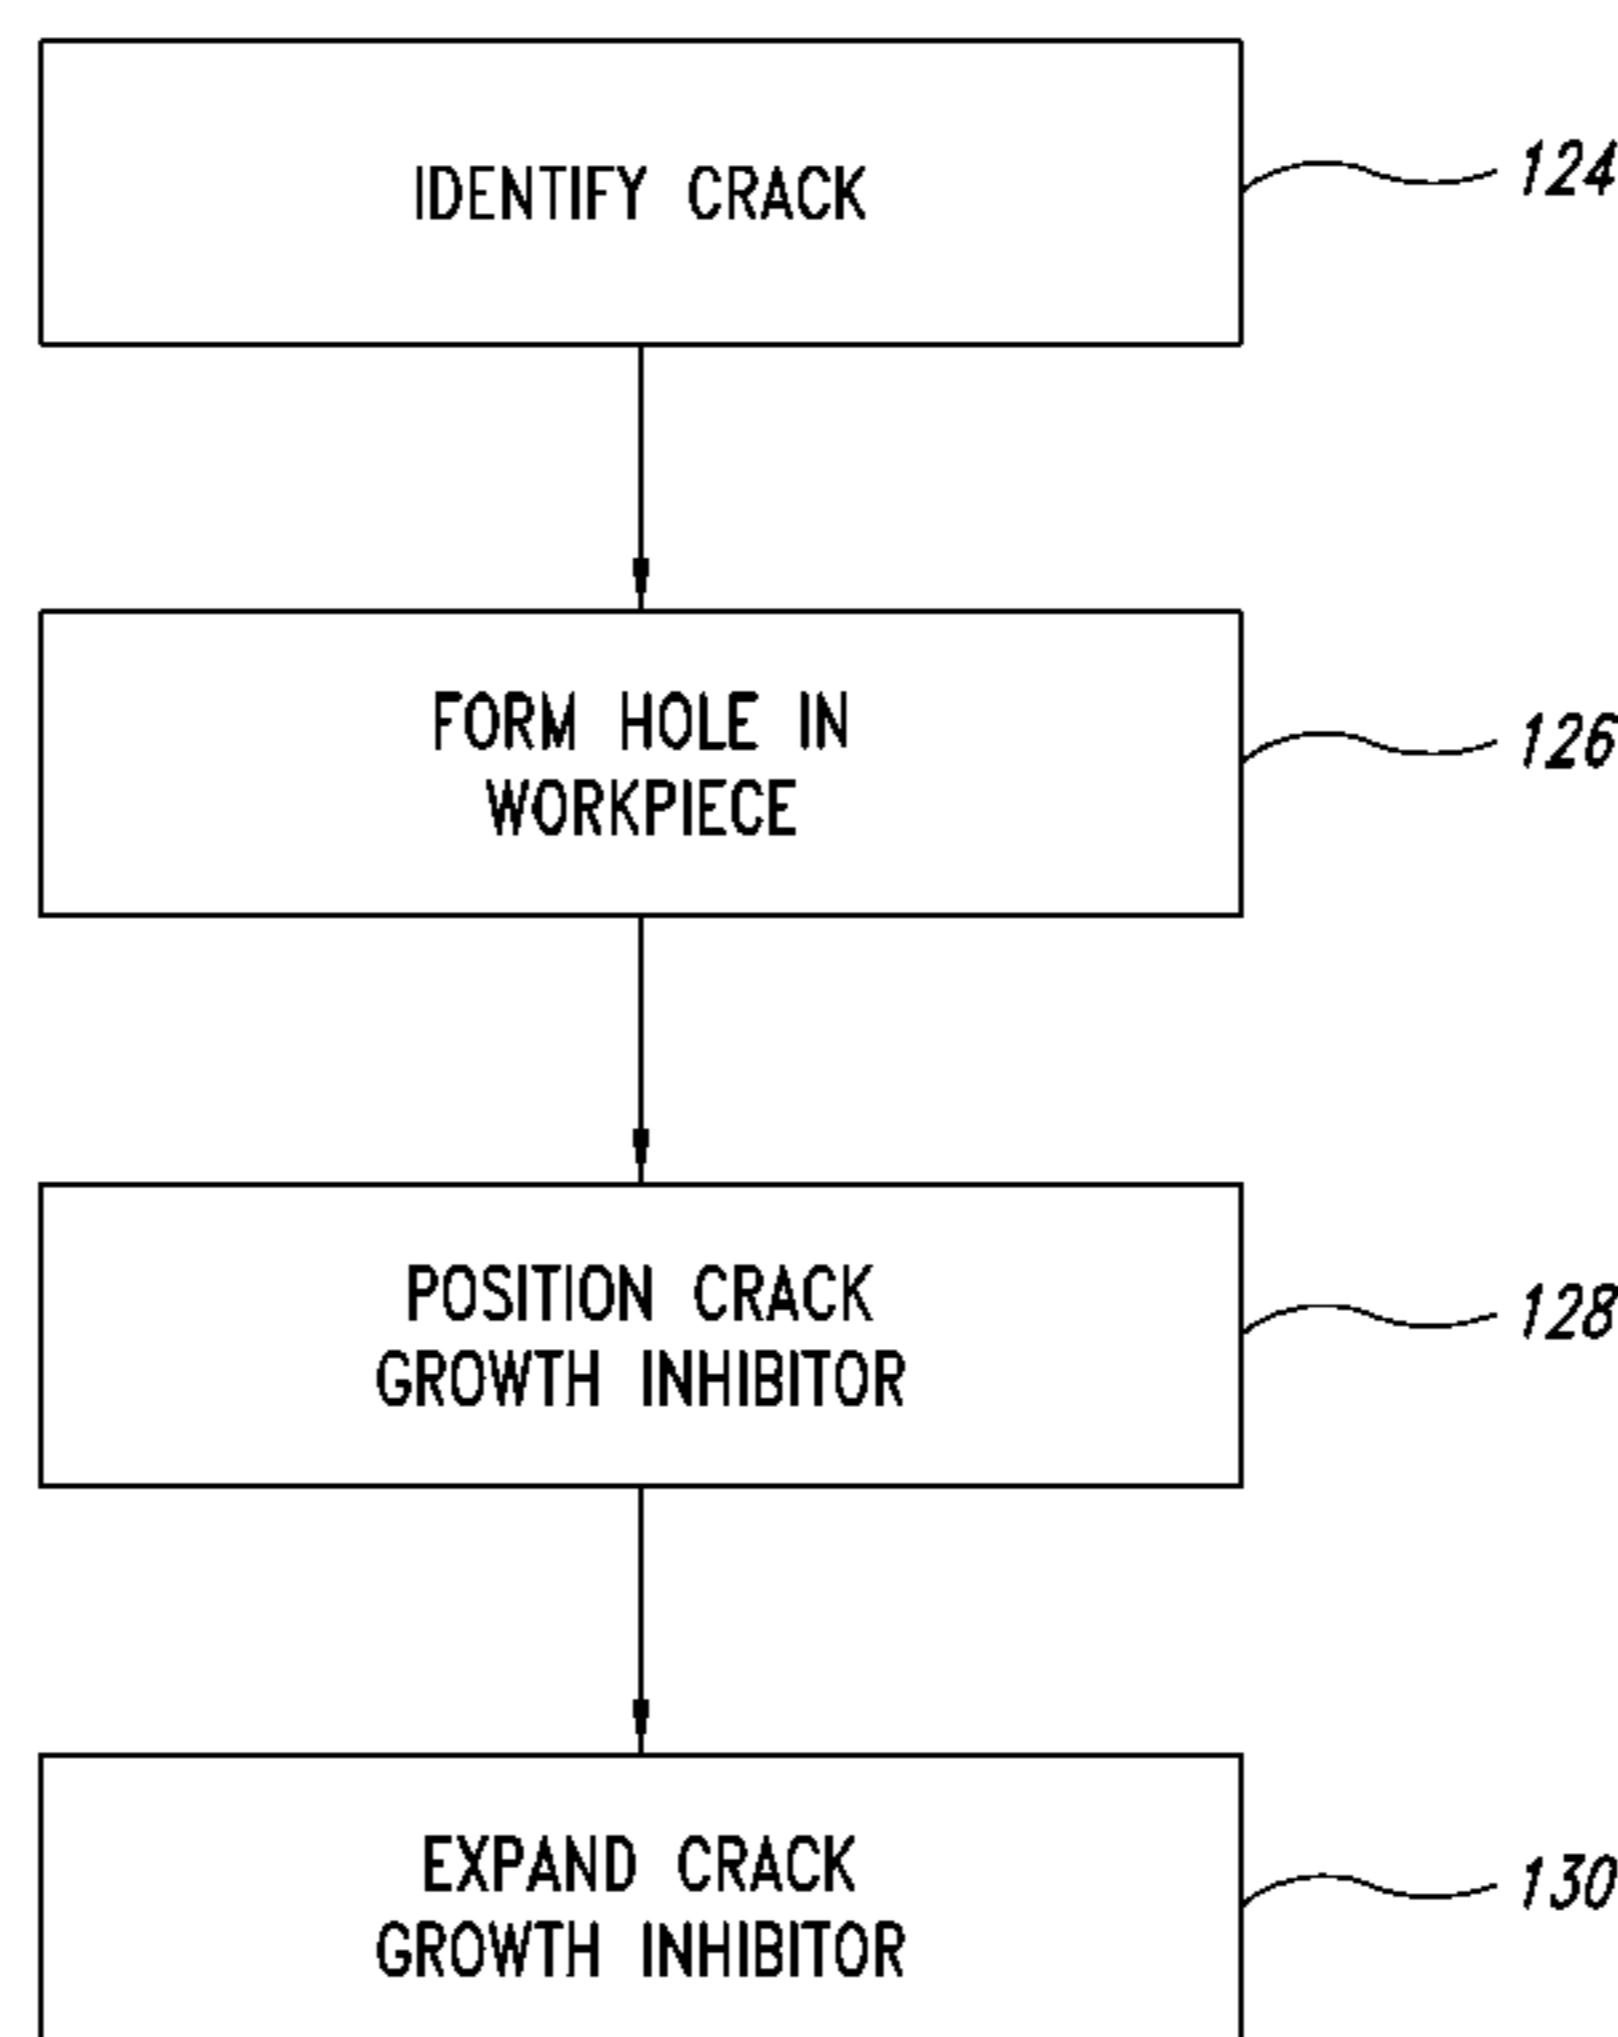 IDENTIFY CRACK
124
FORM HOLE IN
WORKPIECE
126
POSITION CRACK
GROWTH INHIBITOR
128
EXPAND CRACK
GROWTH INHIBITOR
130